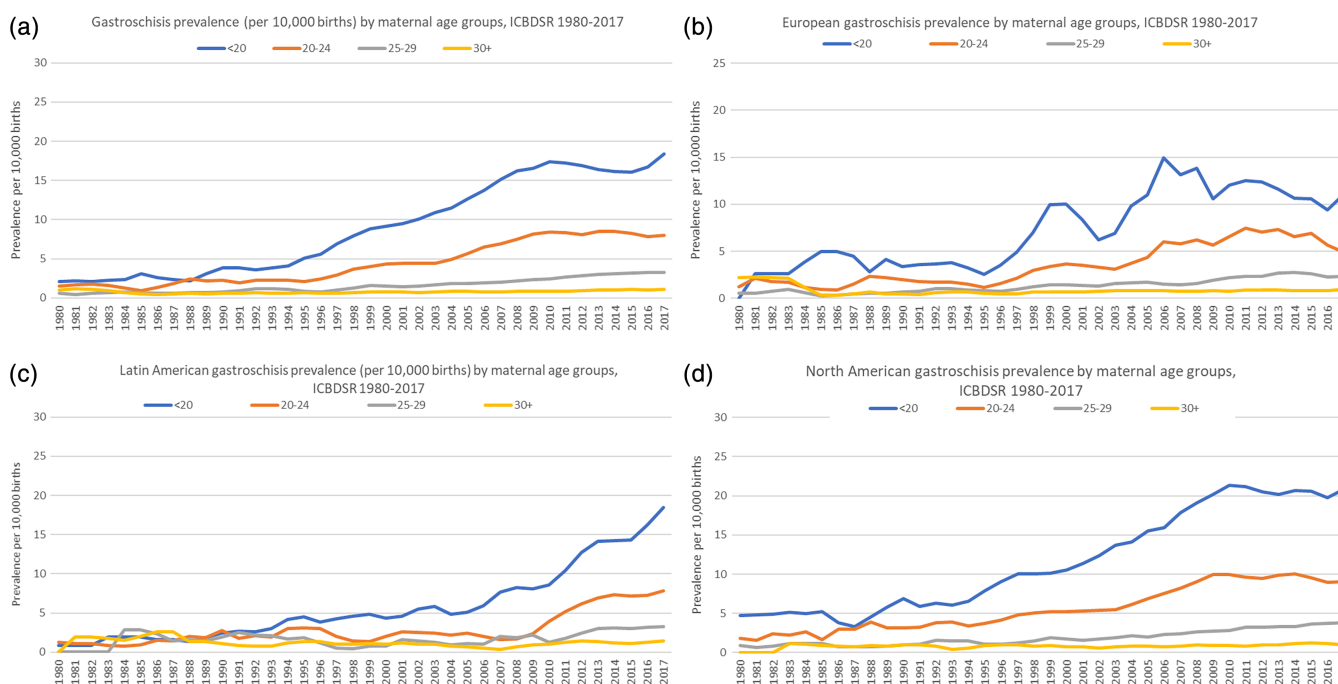 (a)
Gastroschisis prevalence (per 10,000 births) by maternal age groups, ICBDSR 1980-2017
<20 20-24 25-29 30+
Prevalence per 10,000 births
30
25
20
15
10
5
0
1980 1981 1982 1983 1984 1985 1986 1987 1988 1989 1990 1991 1992 1993 1994 1995 1996 1997 1998 1999 2000 2001 2002 2003 2004 2005 2006 2007 2008 2009 2010 2011 2012 2013 2014 2015 2016 2017
(b)
European gastroschisis prevalence by maternal age groups, ICBDSR 1980-2017
<20 20-24 25-29 30+
Prevalence per 10,000 births
25
20
15
10
5
0
1980 1981 1982 1983 1984 1985 1986 1987 1988 1989 1990 1991 1992 1993 1994 1995 1996 1997 1998 1999 2000 2001 2002 2003 2004 2005 2006 2007 2008 2009 2010 2011 2012 2013 2014 2015 2016
(c)
Latin American gastroschisis prevalence (per 10,000 births) by maternal age groups,
ICBDSR 1980-2017
<20 20-24 25-29 30+
Prevalence per 10,000 births
30
25
20
15
10
5
0
1980 1981 1982 1983 1984 1985 1986 1987 1988 1989 1990 1991 1992 1993 1994 1995 1996 1997 1998 1999 2000 2001 2002 2003 2004 2005 2006 2007 2008 2009 2010 2011 2012 2013 2014 2015 2016 2017
(d)
North American gastroschisis prevalence by maternal age groups,
ICBDSR 1980-2017
<20 20-24 25-29 30+
Prevalence per 10,000 births
30
25
20
15
10
5
0
1980 1981 1982 1983 1984 1985 1986 1987 1988 1989 1990 1991 1992 1993 1994 1995 1996 1997 1998 1999 2000 2001 2002 2003 2004 2005 2006 2007 2008 2009 2010 2011 2012 2013 2014 2015 2016